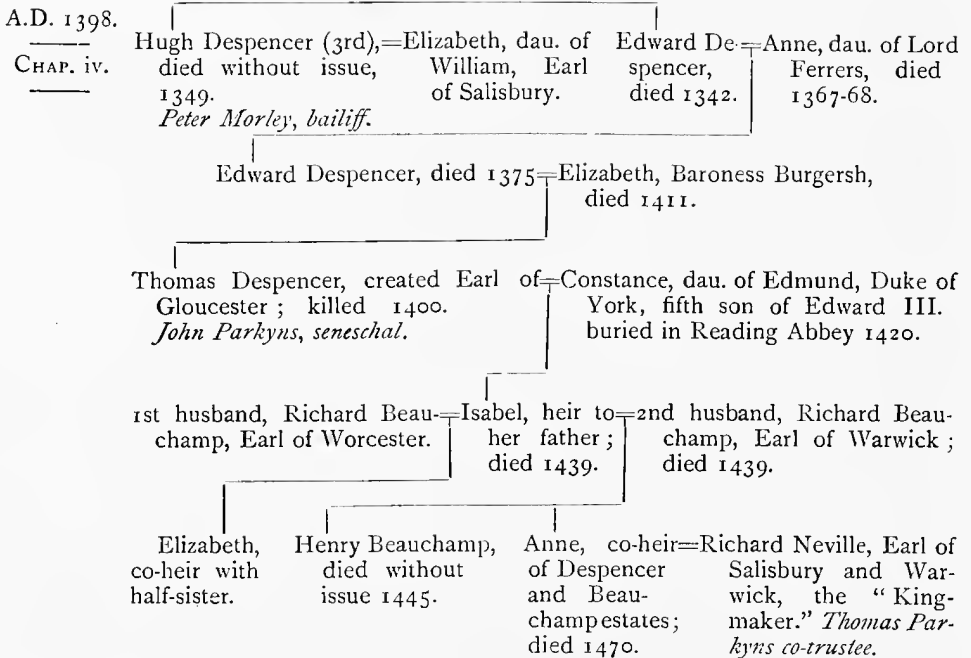 A.D. 1398.
CHAP. iv.
Hugh Despencer (3rd),=Elizabeth, dau. of
died without issue,
1349.
Peter Morley, bailiff.
William, Earl
of Salisbury.
Edward De-=Anne, dau. of Lord
spencer,
died 1342.
Ferrers, died
1367-68.
Edward Despencer, died 1375=Elizabeth, Baroness Burgersh,
died 1411.
Thomas Despencer, created Earl of=Constance, dau. of Edmund, Duke of
Gloucester ; killed 1400.
John Parkyns, seneschal.
York, fifth son of Edward III.
buried in Reading Abbey 1420.
1st husband, Richard Beau-=Isabel, heir to=2nd husband, Richard Beau-
champ, Earl of Worcester.
her father ;
died 1439.
champ, Earl of Warwick ;
died 1439.
Elizabeth,
co-heir with
half-sister.
Henry Beauchamp,
died without
issue 1445.
Anne, co-heir=Richard Neville, Earl of
of Despencer
and Beau-
champ estates;
died 1470.
Salisbury and War-
wick, the “ King-
maker.” Thomas Par-
kyns co-trustee.